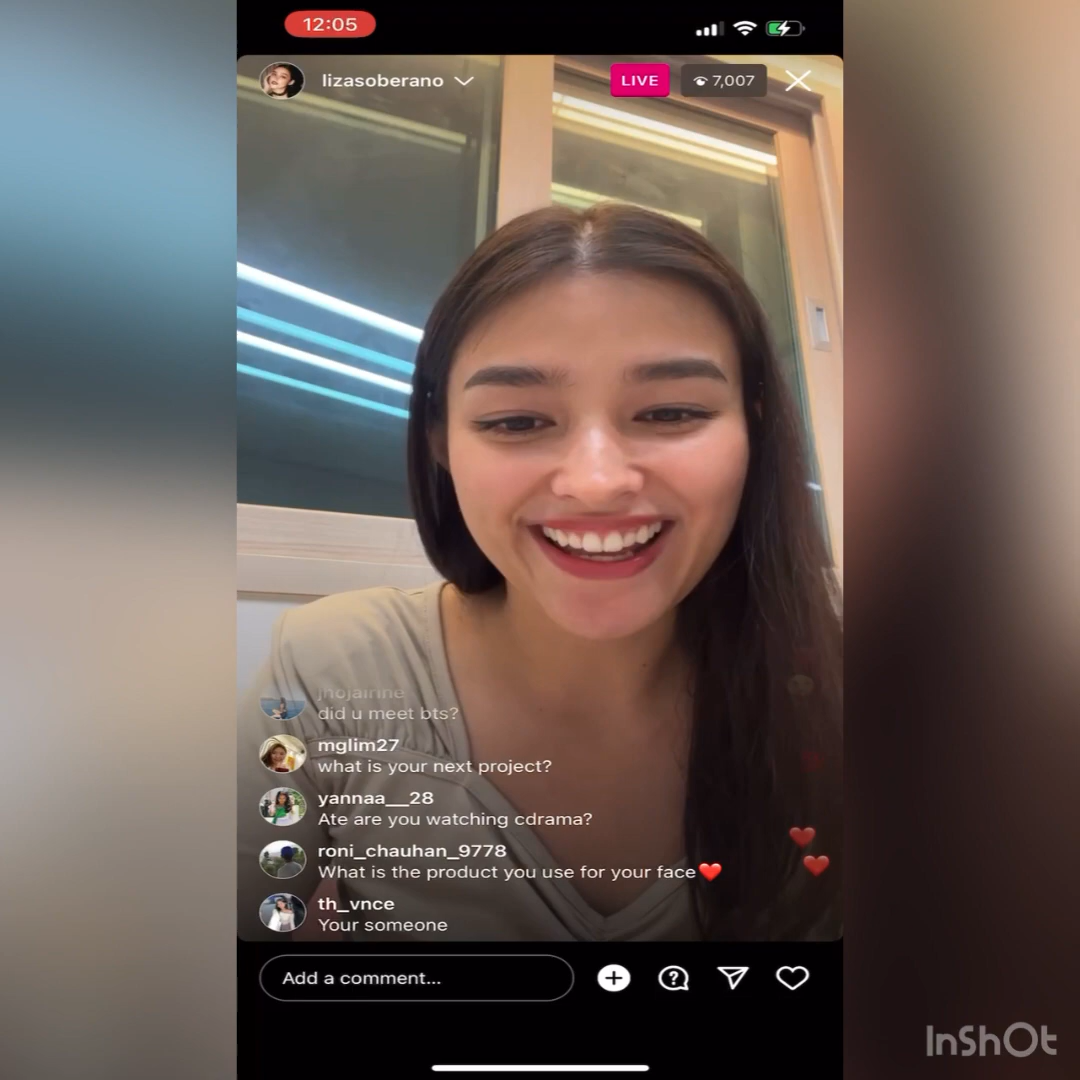 12:05
lizasoberano
LIVE
7,007
jhojairine
did u meet bts?
mglim27
what is your next project?
yannaa__28
Ate are you watching cdrama?
roni_chauhan_9778
What is the product you use for your face❤️
th_vnce
Your someone
Add a comment...
InShOt